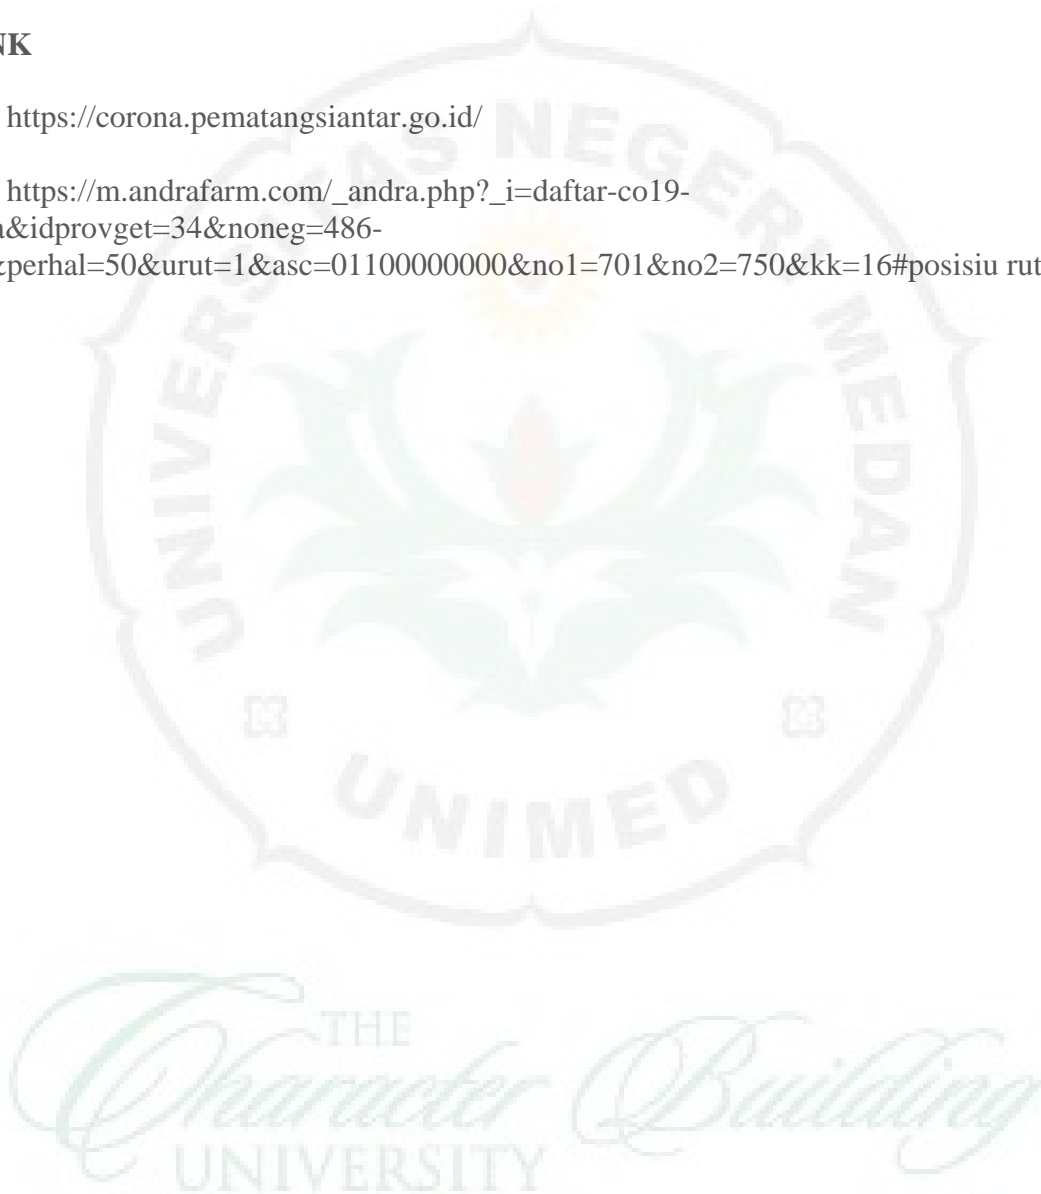 NK
https://corona.pematangsiantar.go.id/
https://m.andrafarm.com/_andra.php?_i=daftar-co19-
a&idprovget=34&noneg=486-
&perhal=50&urut=1&asc=01100000000&no1=701&no2=750&kk=16#posisiu rut
UNIVERSITAS NEGERI MEDAN
UNIMED
THE
Character Building
UNIVERSITY